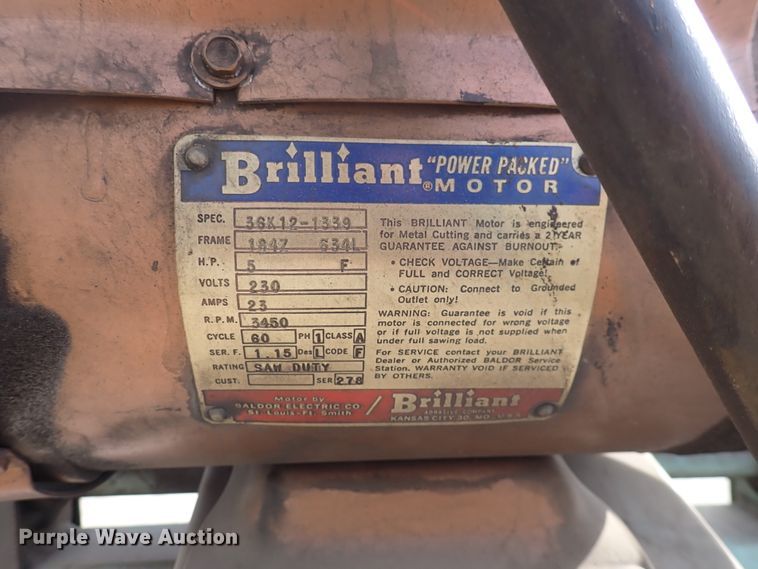 Brilliant "POWER PACKED"
® MOTOR
SPEC. 36K12-1339
FRAME 184Z 634L
H.P. 5 F
VOLTS 230
AMPS 23
R.P.M. 3450
CYCLE 60 PH 1 CLASS A
SER. F. 1.15 Des L CODE F
RATING SAW DUTY
CUST. SER 278
This BRILLIANT Motor is engineered
for Metal Cutting and carries a 2 YEAR
GUARANTEE AGAINST BURNOUT.
• CHECK VOLTAGE—Make Certain of
FULL and CORRECT Voltage!
• CAUTION: Connect to Grounded
Outlet only!
WARNING: Guarantee is void if this
motor is connected for wrong voltage
or if full voltage is not supplied when
under full sawing load.
For SERVICE contact your BRILLIANT
Dealer or Authorized BALDOR Service
Station. WARRANTY VOID IF SERVICED
BY OTHERS.
Motor by
BALDOR ELECTRIC CO
St. Louis-Ft. Smith
/ Brilliant
ABRASIVE COMPANY
KANSAS CITY 30, MO., U.S.A.
Purple Wave Auction